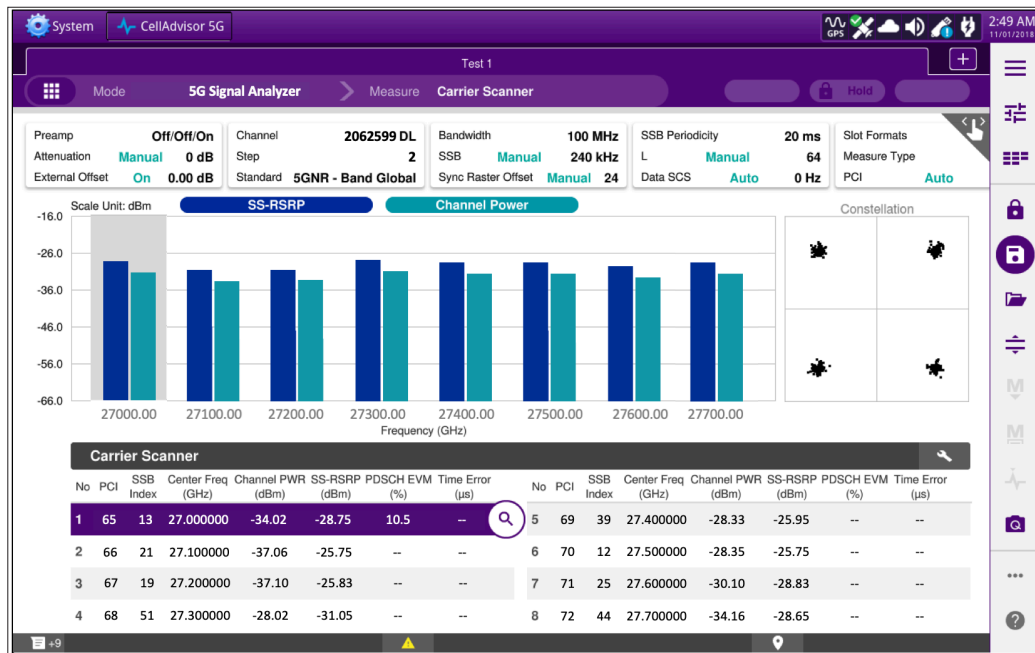 System CellAdvisor 5G GPS 2:49 AM
11/01/2018
Test 1 +
Mode 5G Signal Analyzer Measure Carrier Scanner Hold
Preamp Off/Off/On Channel 2062599 DL Bandwidth 100 MHz SSB Periodicity 20 ms Slot Formats
Attenuation Manual 0 dB Step 2 SSB Manual 240 kHz L Manual 64 Measure Type
External Offset On 0.00 dB Standard 5GNR - Band Global Sync Raster Offset Manual 24 Data SCS Auto 0 Hz PCI Auto
Scale Unit: dBm SS-RSRP Channel Power Constellation
-16.0
-26.0
-36.0
-46.0
-56.0
-66.0
27000.00 27100.00 27200.00 27300.00 27400.00 27500.00 27600.00 27700.00
Frequency (GHz)
Carrier Scanner
No PCI SSB Index Center Freq (GHz) Channel PWR (dBm) SS-RSRP (dBm) PDSCH EVM (%) Time Error (µs) No PCI SSB Index Center Freq (GHz) Channel PWR (dBm) SS-RSRP (dBm) PDSCH EVM (%) Time Error (µs)
1 65 13 27.000000 -34.02 -28.75 10.5 -- 5 69 39 27.400000 -28.33 -25.95 -- --
2 66 21 27.100000 -37.06 -25.75 -- -- 6 70 12 27.500000 -28.35 -25.75 -- --
3 67 19 27.200000 -37.10 -25.83 -- -- 7 71 25 27.600000 -30.10 -28.83 -- --
4 68 51 27.300000 -28.02 -31.05 -- -- 8 72 44 27.700000 -34.16 -28.65 -- --
+9
M
M